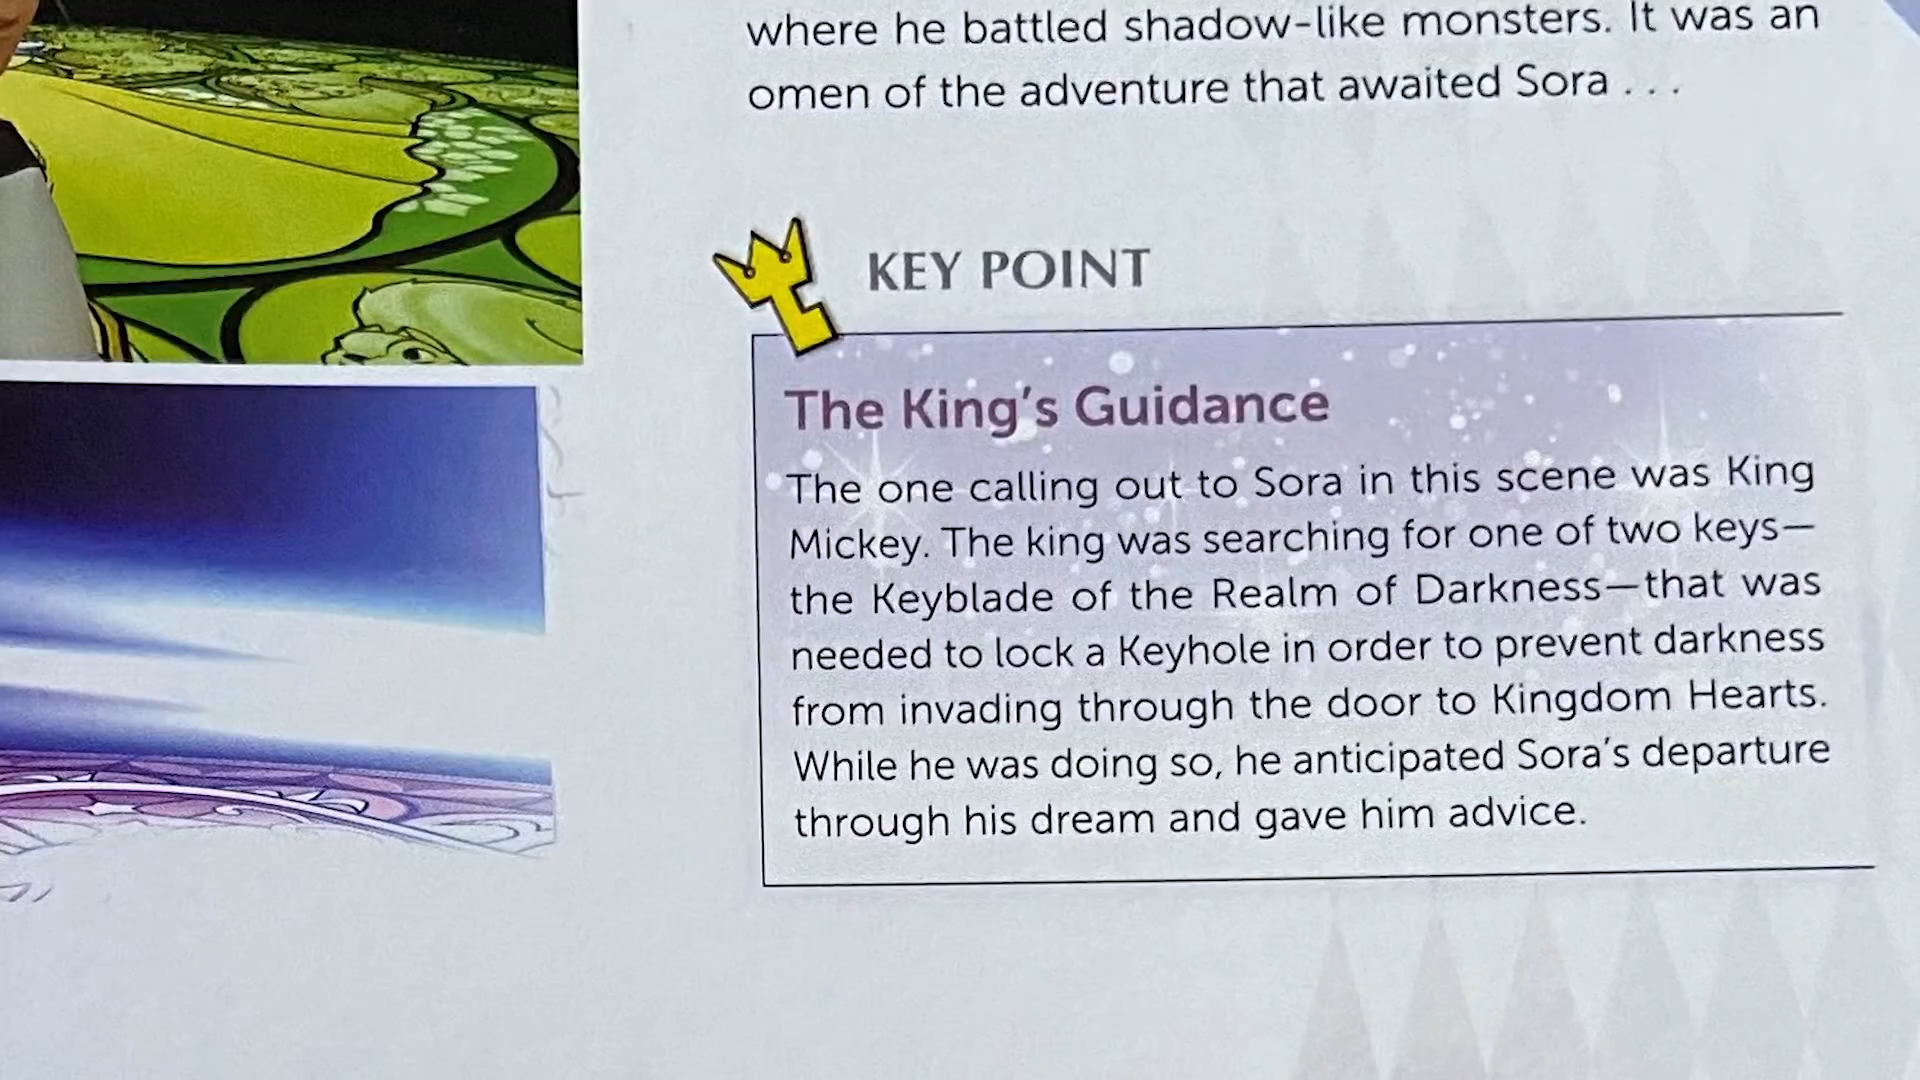 where he battled shadow-like monsters. It was an
omen of the adventure that awaited Sora . . .
KEY POINT
The King's Guidance
The one calling out to Sora in this scene was King
Mickey. The king was searching for one of two keys—
the Keyblade of the Realm of Darkness—that was
needed to lock a Keyhole in order to prevent darkness
from invading through the door to Kingdom Hearts.
While he was doing so, he anticipated Sora's departure
through his dream and gave him advice.